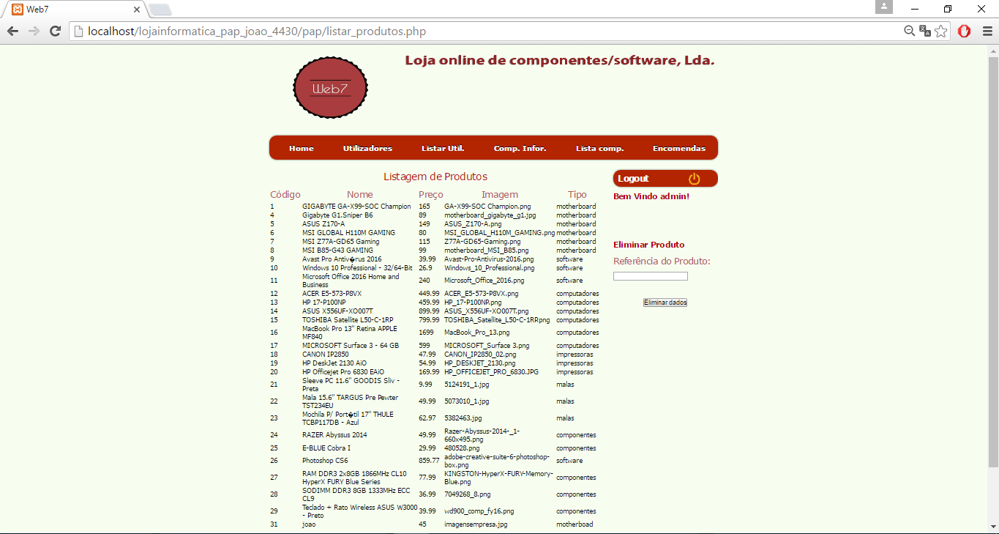 Web7
localhost/lojainformatica_pap_joao_4430/pap/listar_produtos.php
Loja online de componentes/software, Lda.
Web7
Home Utilizadores Listar Util. Comp. Infor. Lista comp. Encomendas
Listagem de Produtos
Código Nome Preço Imagem Tipo
1 GIGABYTE GA-X99-SOC Champion 165 GA-X99-SOC Champion.png motherboard
4 Gigabyte G1.Sniper B6 89 motherboard_gigabyte_g1.jpg motherboard
5 ASUS Z170-A 149 ASUS_Z170-A.png motherboard
6 MSI GLOBAL H110M GAMING 80 MSI_GLOBAL_H110M_GAMING.png motherboard
7 MSI Z77A-GD65 Gaming 115 Z77A-GD65-Gaming.png motherboard
8 MSI B85-G43 GAMING 99 motherboard_MSI_B85.png motherboard
9 Avast Pro Antiv�rus 2016 39.99 Avast-Pro-Antivirus-2016.png software
10 Windows 10 Professional - 32/64-Bit 26.9 Windows_10_Professional.png software
11 Microsoft Office 2016 Home and
Business 240 Microsoft_Office_2016.png software
12 ACER E5-573-P8VX 449.99 ACER_E5-573-P8VX.png computadores
13 HP 17-P100NP 459.99 HP_17-P100NP.png computadores
14 ASUS X556UF-XO007T 899.99 ASUS_X556UF-XO007T.png computadores
15 TOSHIBA Satellite L50-C-1RP 799.99 TOSHIBA_Satellite_L50-C-1RRpng computadores
16 MacBook Pro 13" Retina APPLE
MF840 1699 MacBook_Pro_13.png computadores
17 MICROSOFT Surface 3 - 64 GB 599 MICROSOFT_Surface 3.png computadores
18 CANON IP2850 47.99 CANON_IP2850_02.png impressoras
19 HP DeskJet 2130 AiO 54.99 HP_DESKJET_2130.png impressoras
20 HP Officejet Pro 6830 EAiO 169.99 HP_OFFICEJET_PRO_6830.JPG impressoras
21 Sleeve PC 11.6" GOODIS Sliv -
Preta 9.99 5124191_1.jpg malas
22 Mala 15.6" TARGUS Pre Pewter
TST234EU 49.99 5073010_1.jpg malas
23 Mochila P/ Port�til 17" THULE
TCBP117DB - Azul 62.97 5382463.jpg malas
24 RAZER Abyssus 2014 49.99 Razer-Abyssus-2014-_1-
660x495.png componentes
25 E-BLUE Cobra I 29.99 480528.png componentes
26 Photoshop CS6 859.77 adobe-creative-suite-6-photoshop-
box.png software
27 RAM DDR3 2x8GB 1866MHz CL10
HyperX FURY Blue Series 77.99 KINGSTON-HyperX-FURY-Memory-
Blue.png componentes
28 SODIMM DDR3 8GB 1333MHz ECC
CL9 36.99 7049268_8.png componentes
29 Teclado + Rato Wireless ASUS W3000
- Preto 39.99 wd900_comp_fy16.png componentes
31 joao 45 imagensempresa.jpg motherboad
Logout
Bem Vindo admin!
Eliminar Produto
Referência do Produto:
Eliminar dados